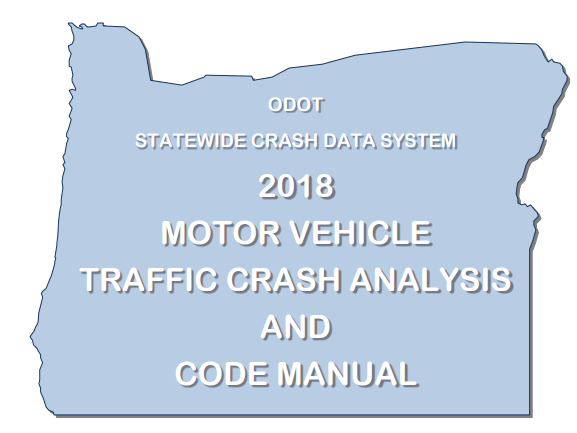 ODOT
STATEWIDE CRASH DATA SYSTEM
2018
MOTOR VEHICLE
TRAFFIC CRASH ANALYSIS
AND
CODE MANUAL